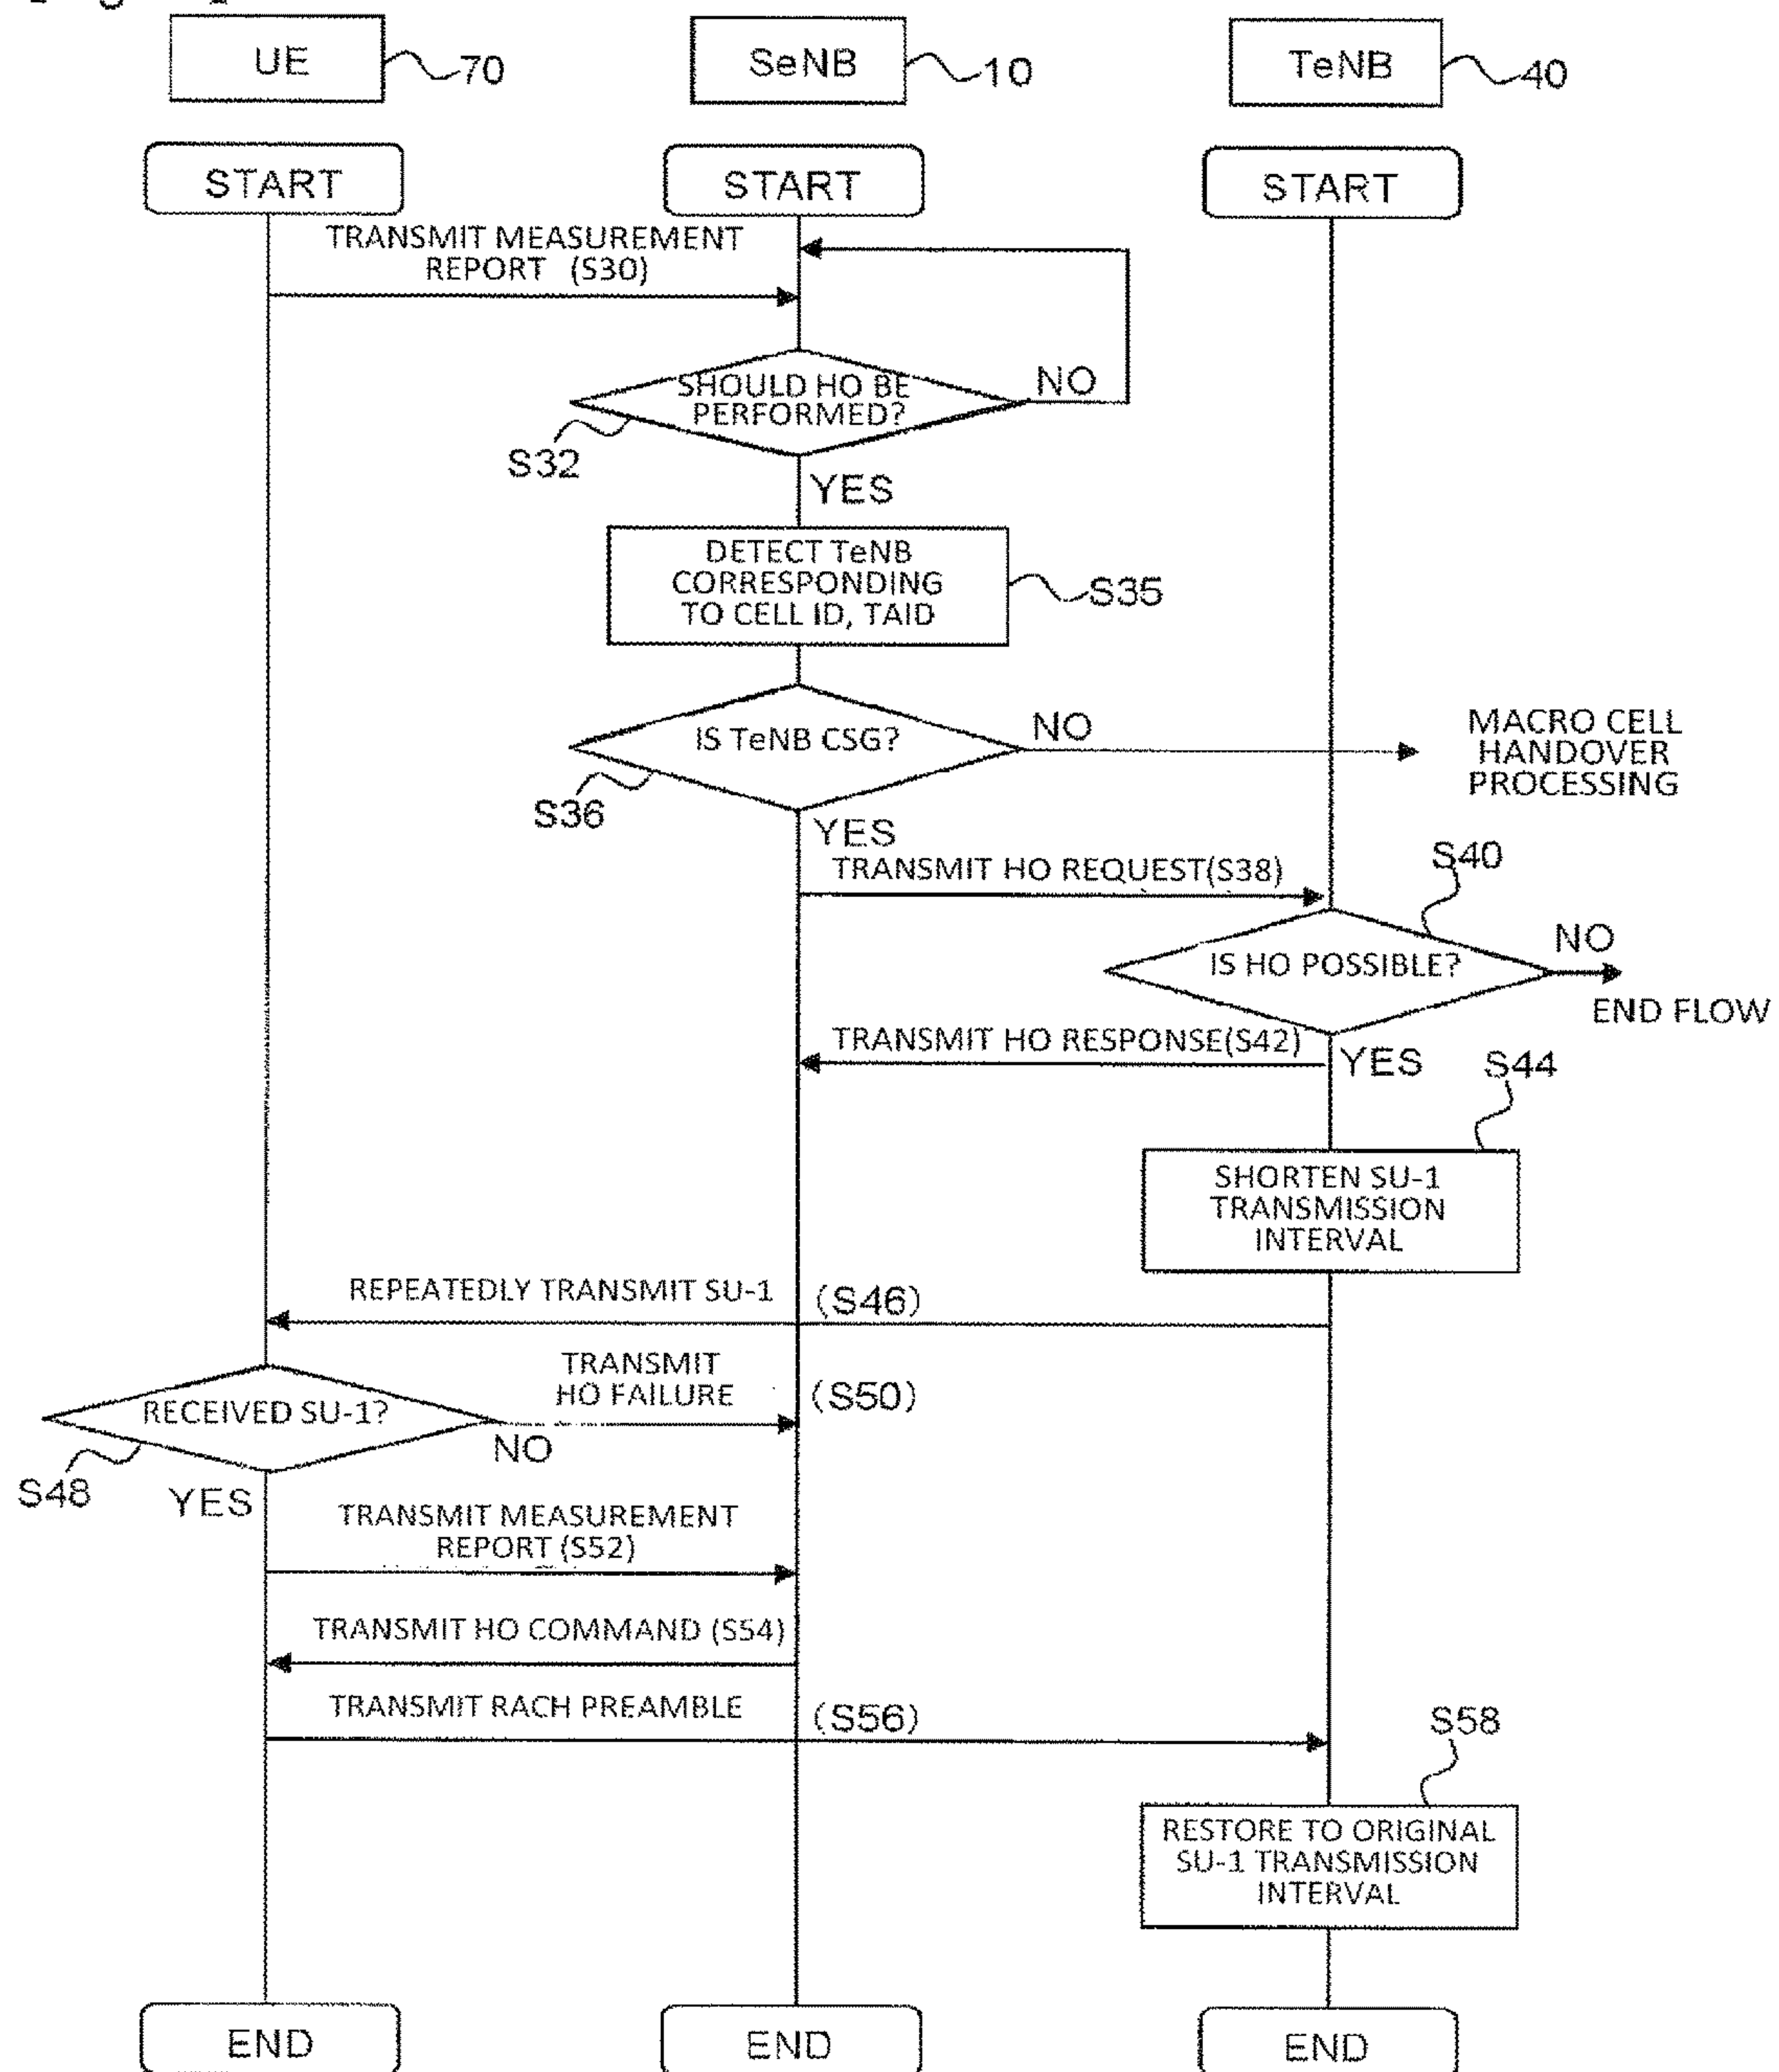 UE
70
SeNB
10
TeNB
40
START
START
START
TRANSMIT MEASUREMENT
REPORT (S30)
SHOULD HO BE
PERFORMED?
NO
S32
YES
DETECT TeNB
CORRESPONDING
TO CELL ID, TAID
S35
IS TeNB CSG?
NO
MACRO CELL
HANDOVER
PROCESSING
S36
YES
TRANSMIT HO REQUEST(S38)
S40
IS HO POSSIBLE?
NO
END FLOW
TRANSMIT HO RESPONSE(S42)
YES
S44
SHORTEN SU-1
TRANSMISSION
INTERVAL
REPEATEDLY TRANSMIT SU-1
(S46)
TRANSMIT
HO FAILURE
(S50)
RECEIVED SU-1?
NO
S48
YES
TRANSMIT MEASUREMENT
REPORT (S52)
TRANSMIT HO COMMAND (S54)
TRANSMIT RACH PREAMBLE
(S56)
S58
RESTORE TO ORIGINAL
SU-1 TRANSMISSION
INTERVAL
END
END
END